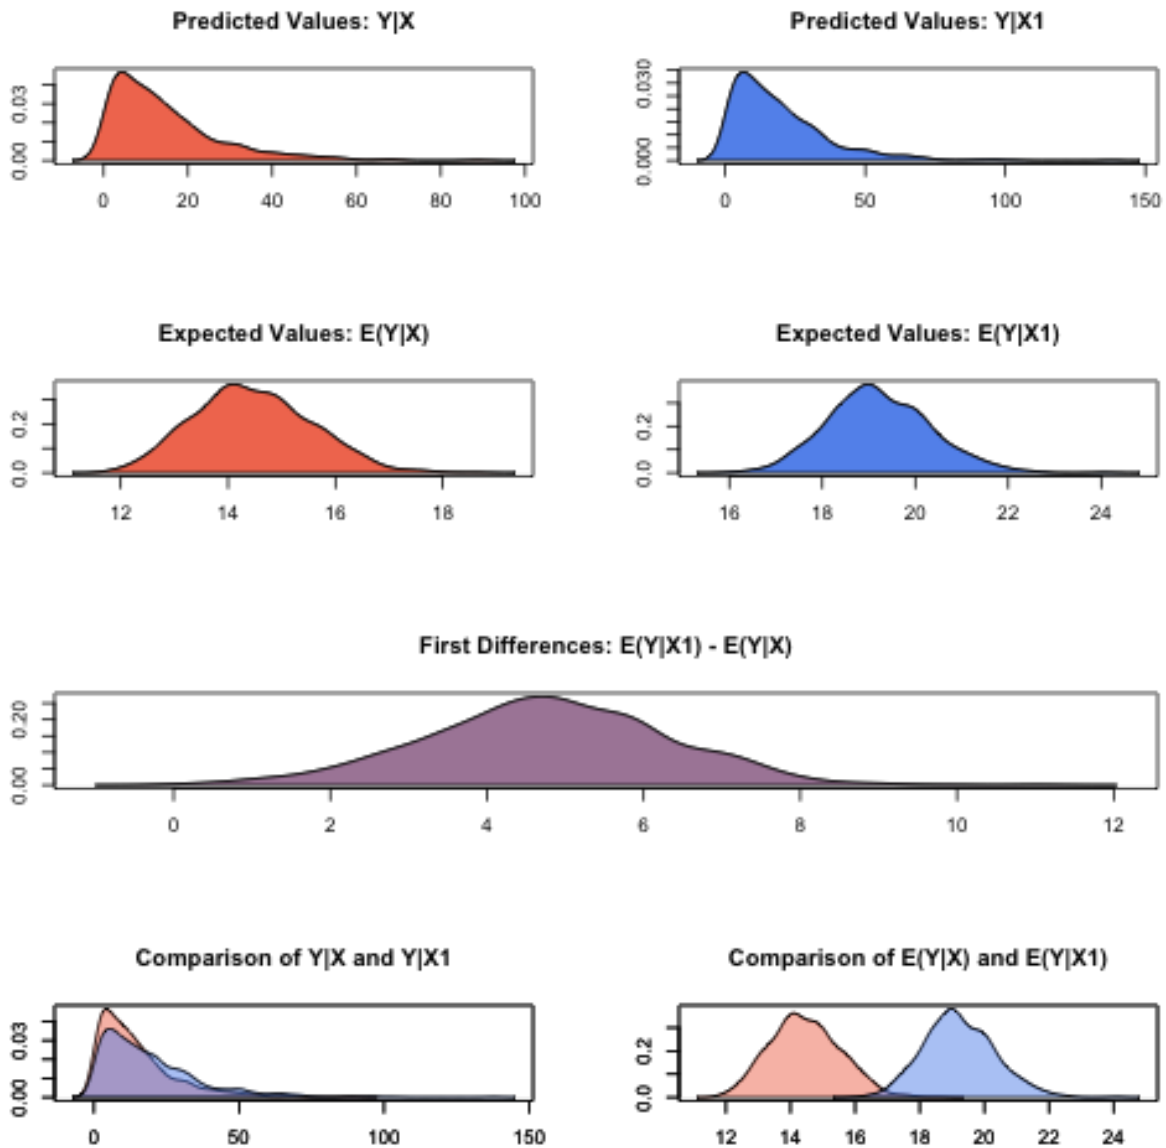 Predicted Values: Y|X
Predicted Values: Y|X1
0.03
0.00
0 20 40 60 80 100
0.030
0.000
0 50 100 150
Expected Values: E(Y|X)
Expected Values: E(Y|X1)
0.2
0.0
12 14 16 18
0.2
0.0
16 18 20 22 24
First Differences: E(Y|X1) - E(Y|X)
0.20
0.00
0 2 4 6 8 10 12
Comparison of Y|X and Y|X1
Comparison of E(Y|X) and E(Y|X1)
0.03
0.00
0 50 100 150
0.2
0.0
12 14 16 18 20 22 24